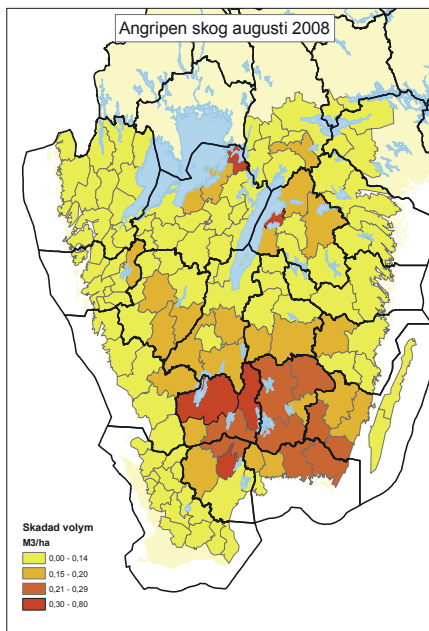 Angripen skog augusti 2008
Skadad volym
M3/ha
0,00 - 0,14
0,15 - 0,20
0,21 - 0,29
0,30 - 0,80